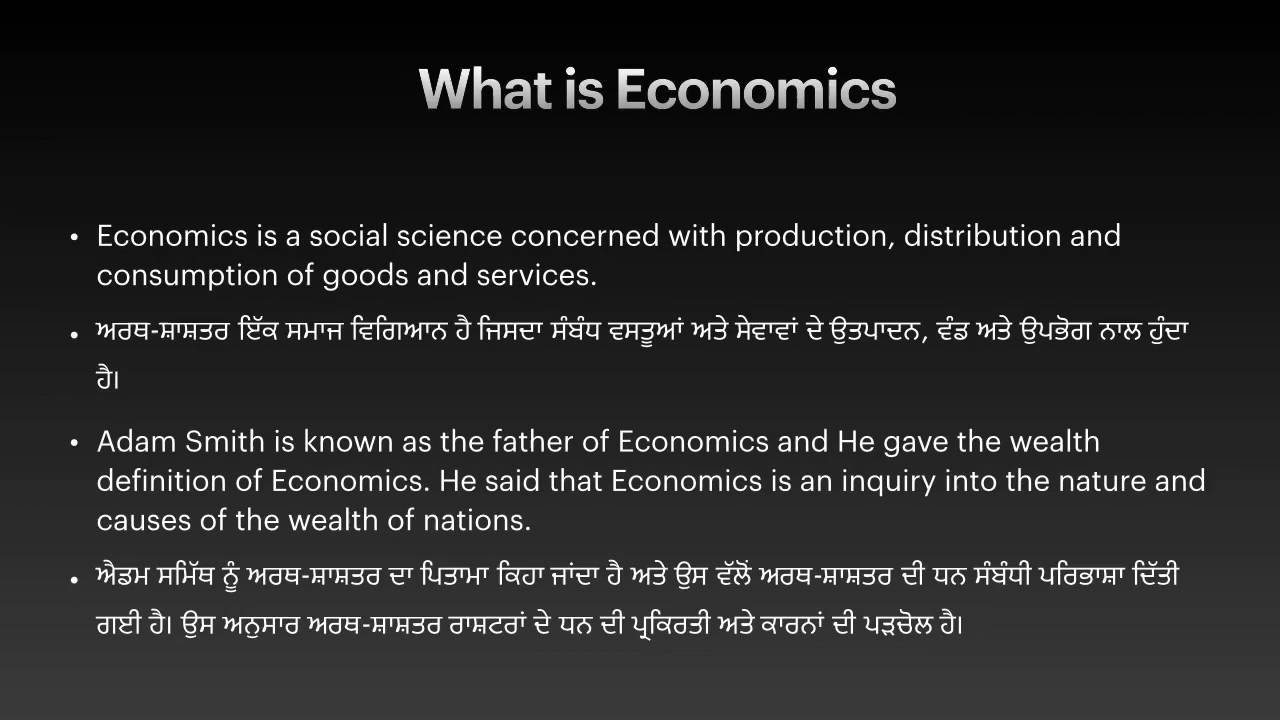 What is Economics
• Economics is a social science concerned with production, distribution and
consumption of goods and services.
• ਅਰਥ-ਸ਼ਾਸ਼ਤਰ ਇੱਕ ਸਮਾਜ ਵਿਗਿਆਨ ਹੈ ਜਿਸਦਾ ਸੰਬੰਧ ਵਸਤੂਆਂ ਅਤੇ ਸੇਵਾਵਾਂ ਦੇ ਉਤਪਾਦਨ, ਵੰਡ ਅਤੇ ਉਪਭੋਗ ਨਾਲ ਹੁੰਦਾ
ਹੈ।
• Adam Smith is known as the father of Economics and He gave the wealth
definition of Economics. He said that Economics is an inquiry into the nature and
causes of the wealth of nations.
• ਐਡਮ ਸਮਿੱਥ ਨੂੰ ਅਰਥ-ਸ਼ਾਸ਼ਤਰ ਦਾ ਪਿਤਾਮਾ ਕਿਹਾ ਜਾਂਦਾ ਹੈ ਅਤੇ ਉਸ ਵੱਲੋਂ ਅਰਥ-ਸ਼ਾਸ਼ਤਰ ਦੀ ਧਨ ਸੰਬੰਧੀ ਪਰਿਭਾਸ਼ਾ ਦਿੱਤੀ
ਗਈ ਹੈ। ਉਸ ਅਨੁਸਾਰ ਅਰਥ-ਸ਼ਾਸ਼ਤਰ ਰਾਸ਼ਟਰਾਂ ਦੇ ਧਨ ਦੀ ਪ੍ਰਕਿਰਤੀ ਅਤੇ ਕਾਰਨਾਂ ਦੀ ਪੜਚੋਲ ਹੈ।